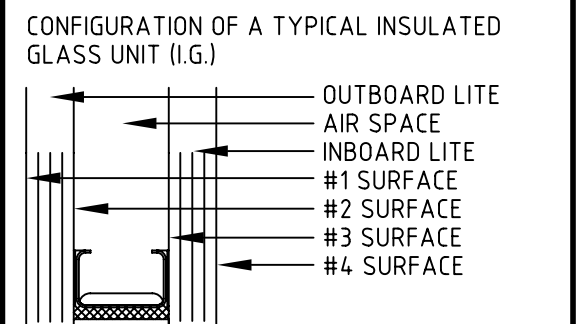 CONFIGURATION OF A TYPICAL INSULATED
GLASS UNIT (I.G.)
OUTBOARD LITE
AIR SPACE
INBOARD LITE
#1 SURFACE
#2 SURFACE
#3 SURFACE
#4 SURFACE